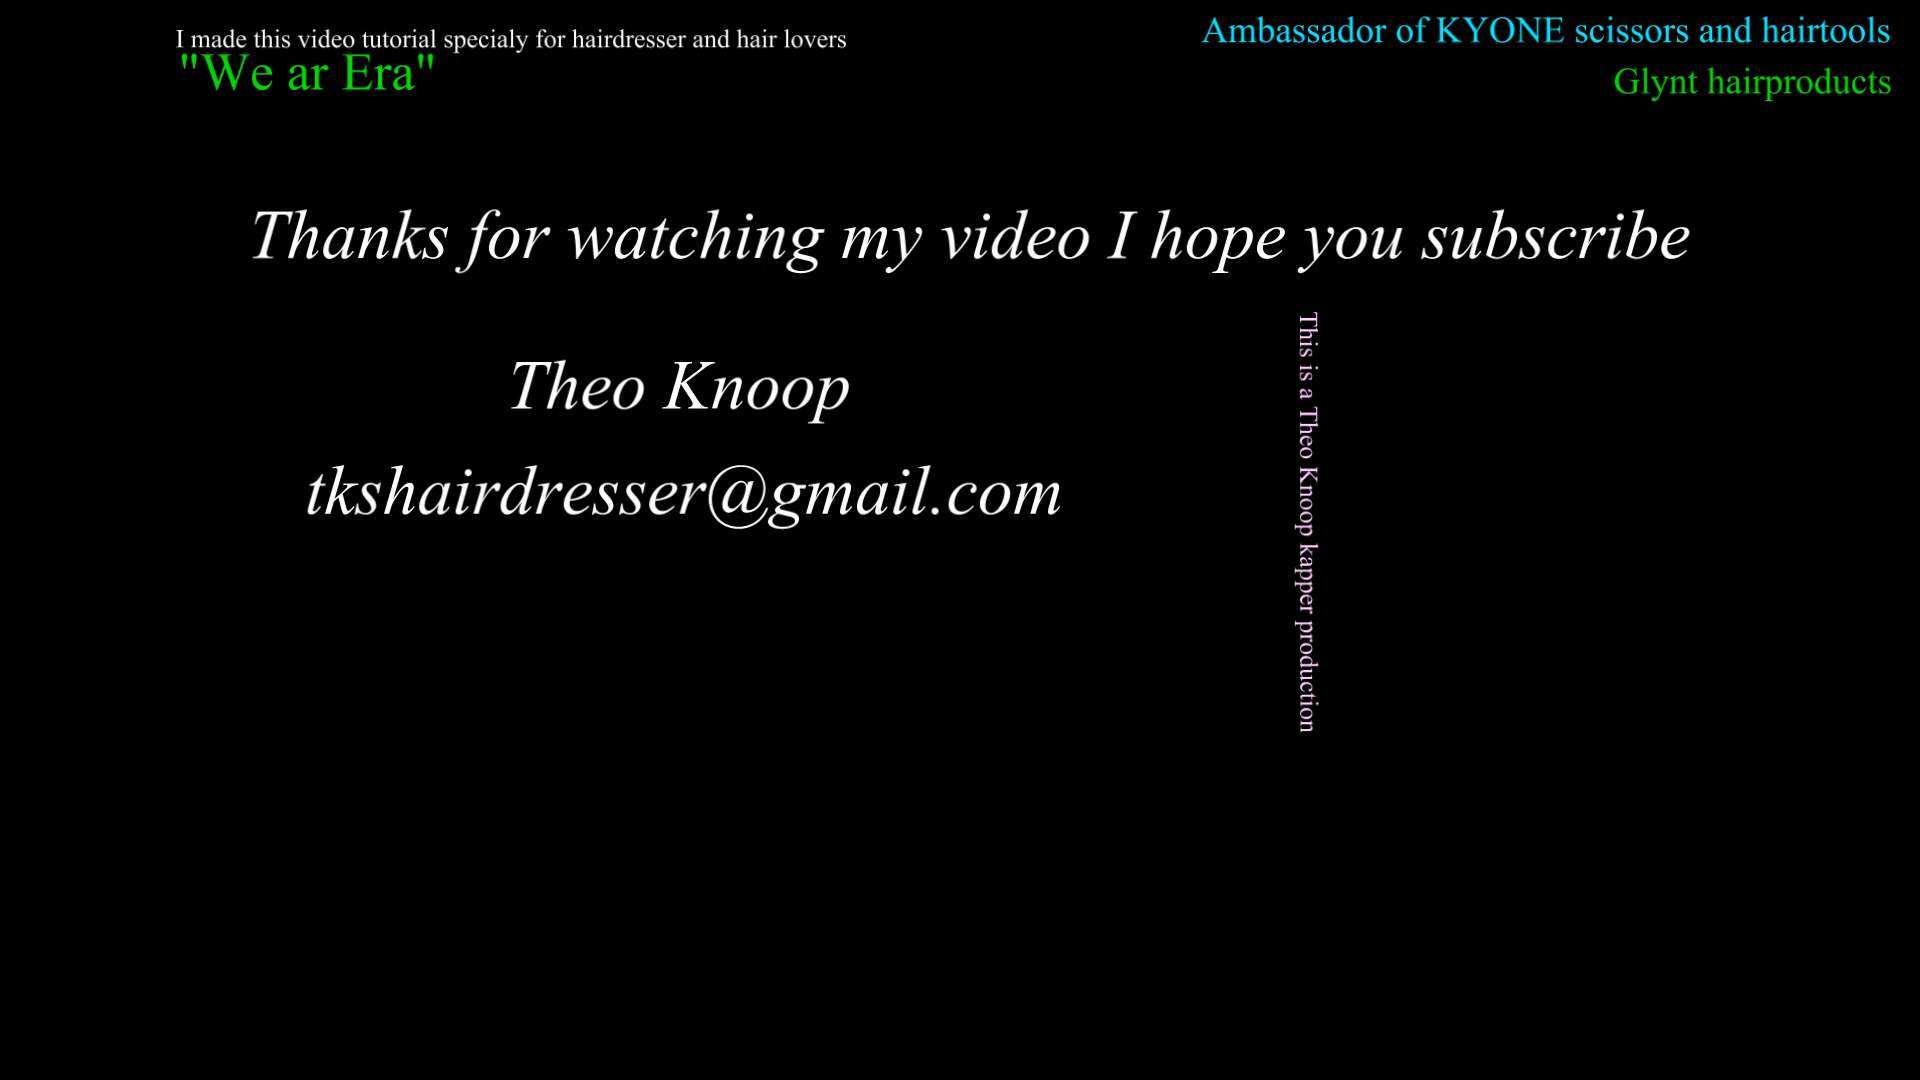 I made this video tutorial specialy for hairdresser and hair lovers
"We ar Era"
Ambassador of KYONE scissors and hairtools
Glynt hairproducts
Thanks for watching my video I hope you subscribe
Theo Knoop
tkshairdresser@gmail.com
This is a Theo Knoop kapper production